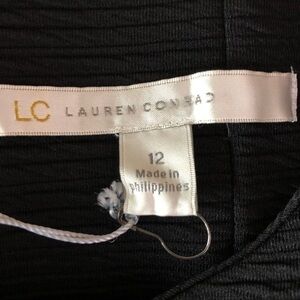 LC LAUREN CONRAD
12
Made in
Philippines